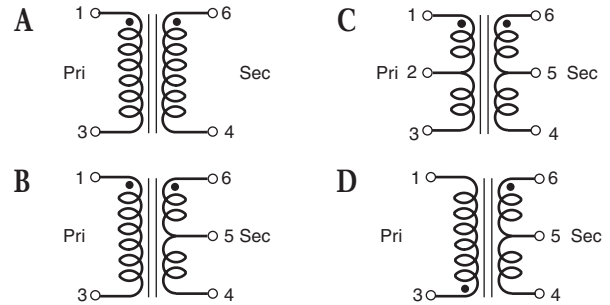 A 1 6
Pri Sec
3 4
C 1 6
Pri 2 5 Sec
3 4
B 1 6
Pri 5 Sec
3 4
D 1 6
Pri 5 Sec
3 4